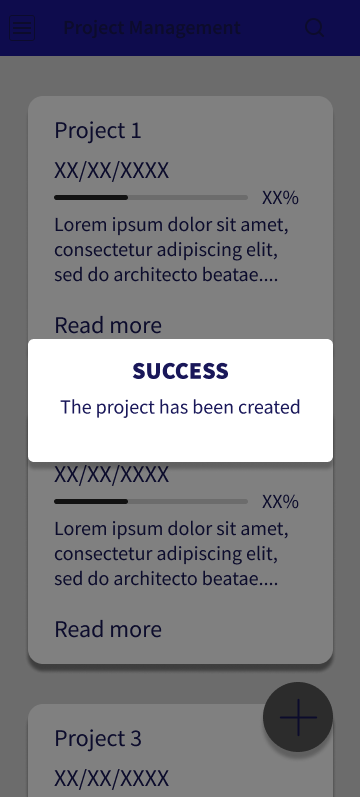 Project Management
Project 1
XX/XX/XXXX
XX%
Lorem ipsum dolor sit amet,
consectetur adipiscing elit,
sed do architecto beatae....
Read more
SUCCESS
The project has been created
XX/XX/XXXX
XX%
Lorem ipsum dolor sit amet,
consectetur adipiscing elit,
sed do architecto beatae....
Read more
Project 3
XX/XX/XXXX